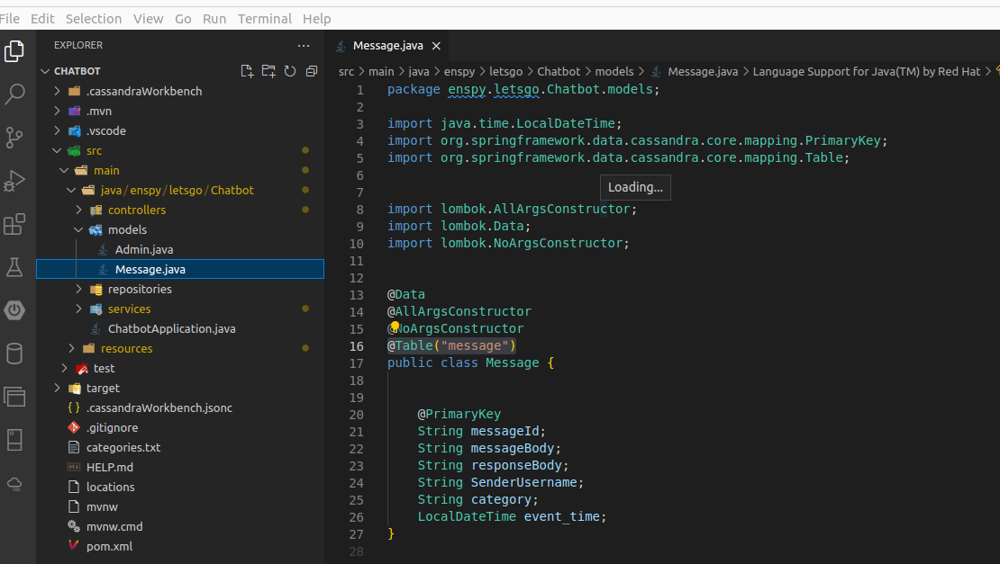 File Edit Selection View Go Run Terminal Help
EXPLORER
CHATBOT
.cassandraWorkbench
.mvn
.vscode
src
main
java/enspy/letsgo/Chatbot
controllers
models
Admin.java
Message.java
repositories
services
ChatbotApplication.java
resources
test
target
.cassandraWorkbench.jsonc
.gitignore
categories.txt
HELP.md
locations
mvnw
mvnw.cmd
pom.xml
Message.java
src > main > java > enspy > letsgo > Chatbot > models > Message.java > Language Support for Java(TM) by Red Hat >
1 package enspy.letsgo.Chatbot.models;
2
3 import java.time.LocalDateTime;
4 import org.springframework.data.cassandra.core.mapping.PrimaryKey;
5 import org.springframework.data.cassandra.core.mapping.Table;
6
7
Loading...
8 import lombok.AllArgsConstructor;
9 import lombok.Data;
10 import lombok.NoArgsConstructor;
11
12
13 @Data
14 @AllArgsConstructor
15 @NoArgsConstructor
16 @Table("message")
17 public class Message {
18
19
20 @PrimaryKey
21 String messageId;
22 String messageBody;
23 String responseBody;
24 String SenderUsername;
25 String category;
26 LocalDateTime event_time;
27 }
28